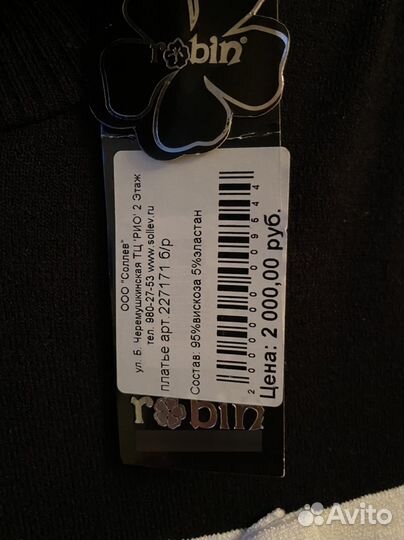 robin®
ООО "Соллев"
ул. Б. Черемушкинская ТЦ "РИО" 2 Этаж
тел. 980-27-53 www.sollev.ru
платье арт.227171 б/р
Состав: 95%вискоза 5%эластан
2000000009544
Цена: 2 000,00 руб.
robin
Avito